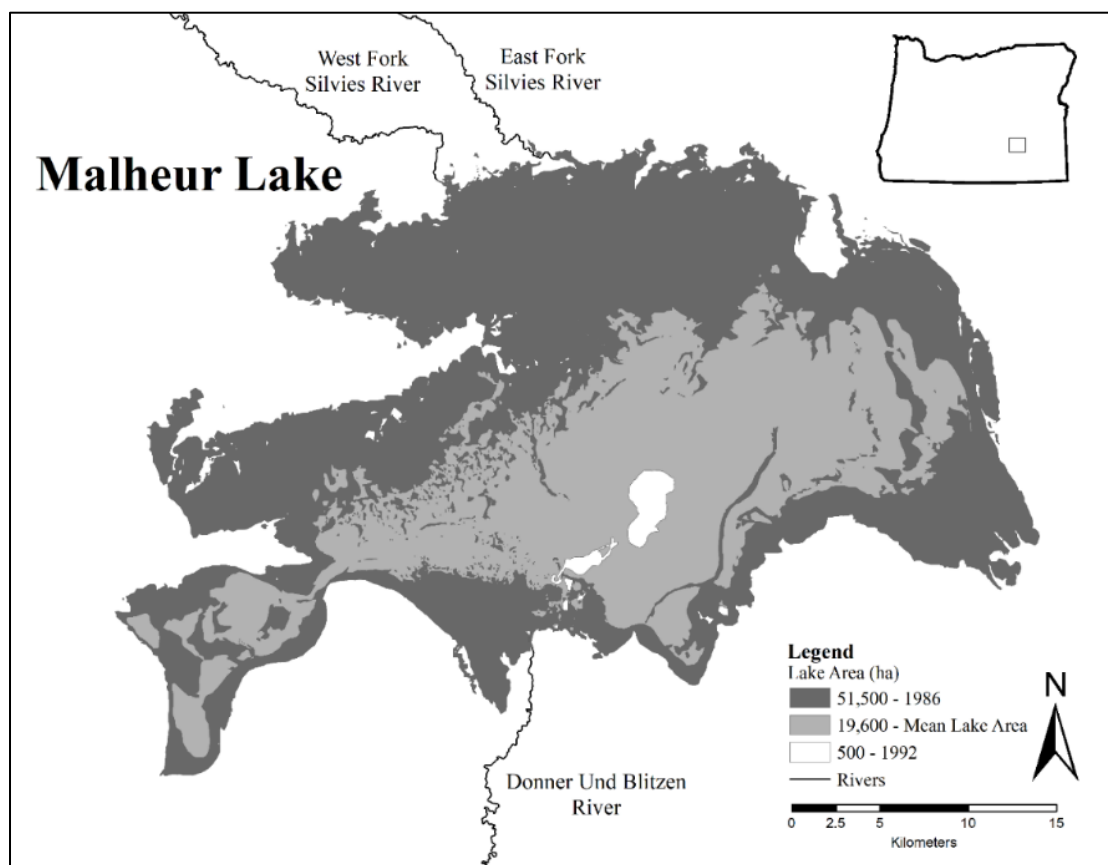 West Fork
Silvies River
East Fork
Silvies River
Malheur Lake
Donner Und Blitzen
River
Legend
Lake Area (ha)
51,500 - 1986
19,600 - Mean Lake Area
500 - 1992
Rivers
N
0 2.5 5 10 15
Kilometers